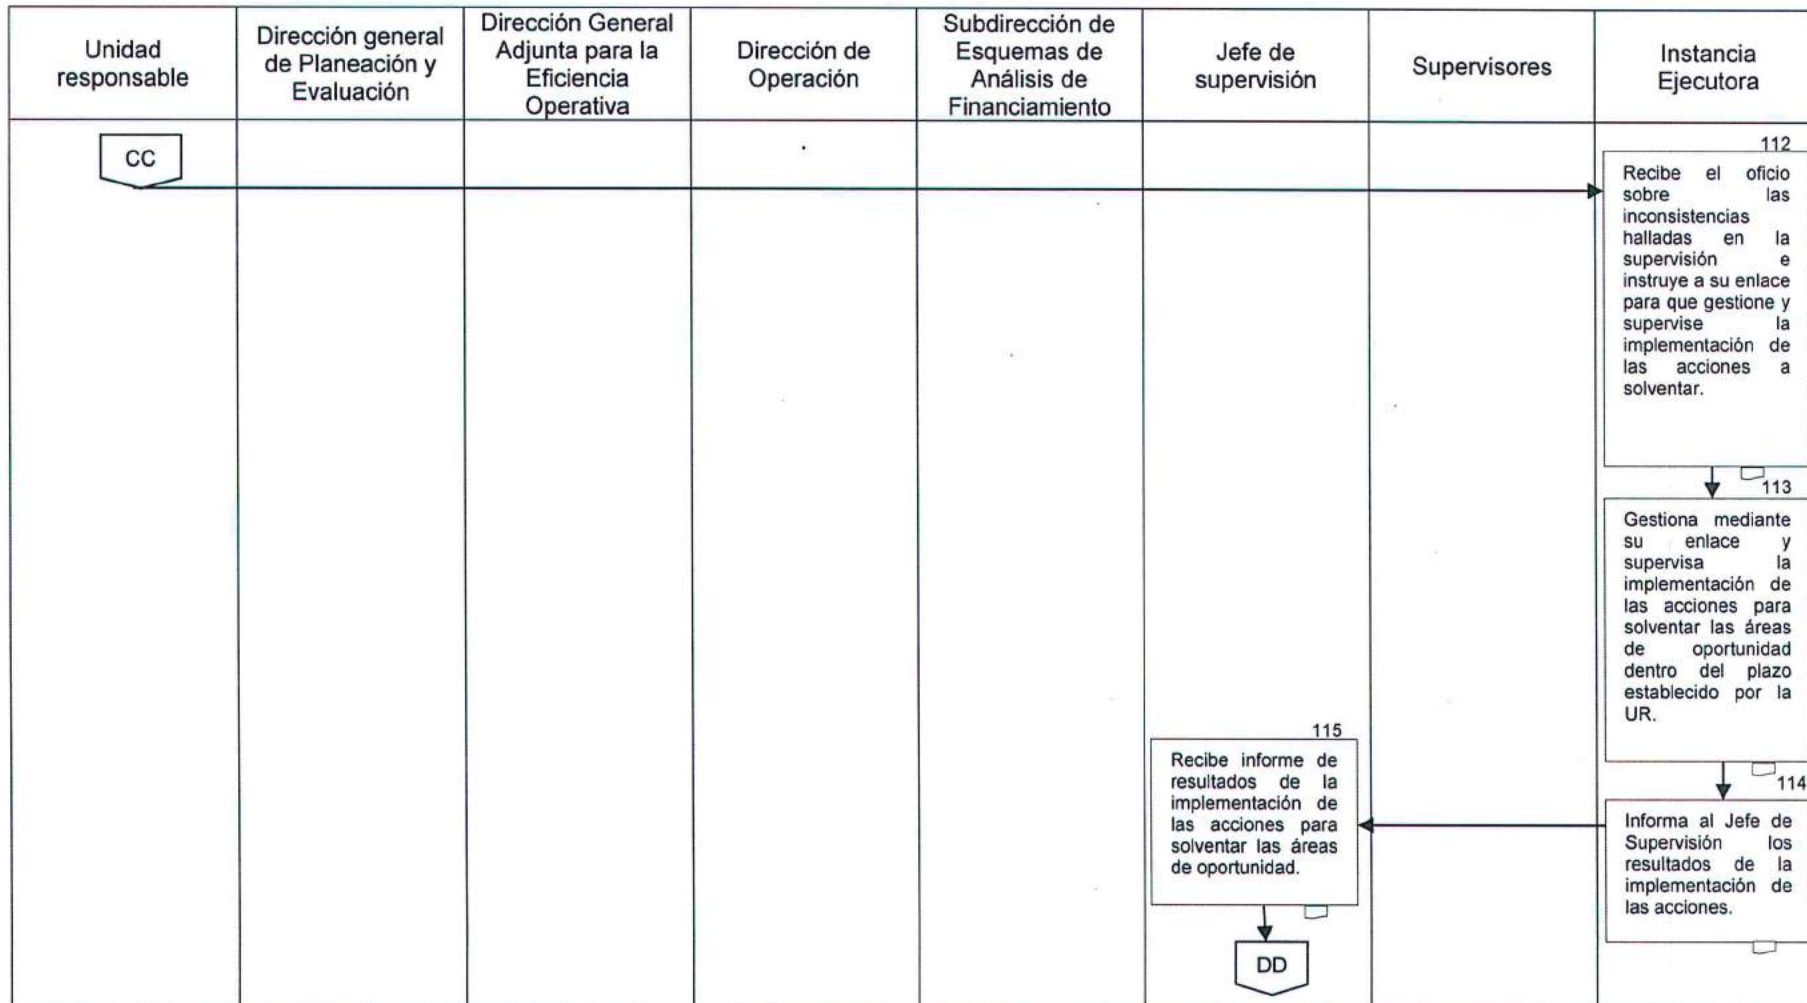 Unidad
responsable
Dirección general
de Planeación y
Evaluación
Dirección General
Adjunta para la
Eficiencia
Operativa
Dirección de
Operación
Subdirección de
Esquemas de
Análisis de
Financiamiento
Jefe de
supervisión
Supervisores
Instancia
Ejecutora
CC
112
Recibe el oficio
sobre las
inconsistencias
halladas en la
supervisión e
instruye a su enlace
para que gestione y
supervise la
implementación de
las acciones a
solventar.
113
Gestiona mediante
su enlace y
supervisa la
implementación de
las acciones para
solventar las áreas
de oportunidad
dentro del plazo
establecido por la
UR.
114
Informa al Jefe de
Supervisión los
resultados de la
implementación de
las acciones.
115
Recibe informe de
resultados de la
implementación de
las acciones para
solventar las áreas
de oportunidad.
DD